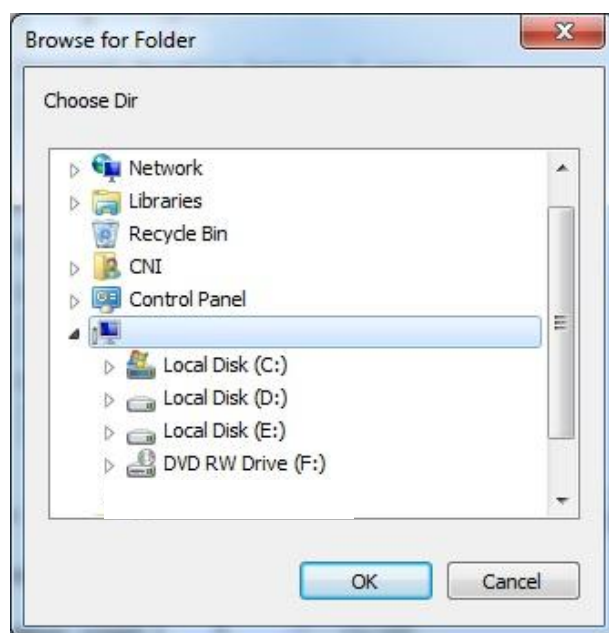 Browse for Folder
Choose Dir
Network
Libraries
Recycle Bin
CNI
Control Panel
Local Disk (C:)
Local Disk (D:)
Local Disk (E:)
DVD RW Drive (F:)
OK Cancel